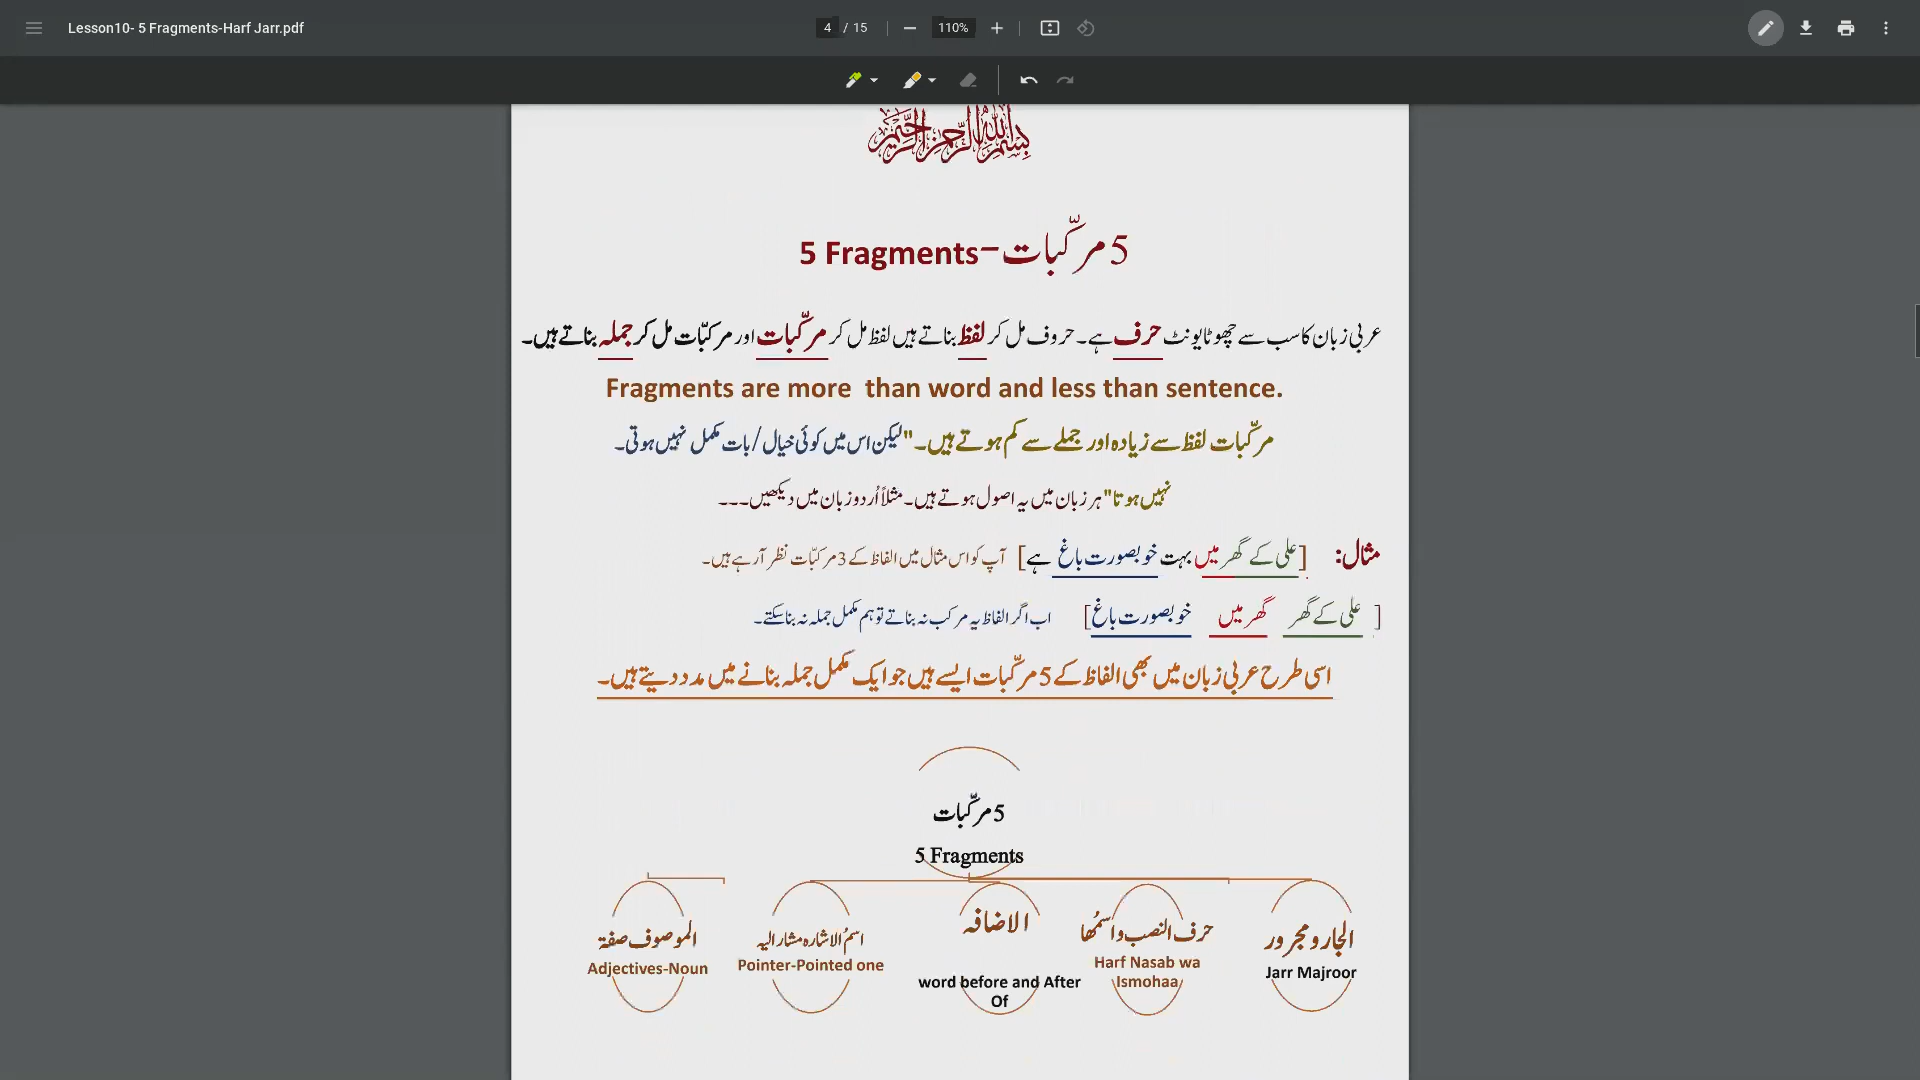 Lesson10- 5 Fragments-Harf Jarr.pdf
4 / 15
110%
بسم الله الرحمن الرحيم
5 مرکّبات–5 Fragments
عربی زبان کا سب سے چھوٹا یونٹ حرف ہے۔ حروف مل کر لفظ بناتے ہیں لفظ مل کر مرکّبات اور مرکبّات مل کر جملہ بناتے ہیں۔
Fragments are more than word and less than sentence.
مرکّبات لفظ سے زیادہ اور جملے سے کم ہوتے ہیں۔"لیکن اس میں کوئی خیال/بات مکمل نہیں ہوتی۔
نہیں ہوتا"ہر زبان میں یہ اصول ہوتے ہیں۔مثلاً اُردو زبان میں دیکھیں۔۔۔
مثال: [علی کے گھر میں بہت خوبصورت باغ ہے] آپ کو اس مثال میں الفاظ کے 3 مرکبّات نظر آرہے ہیں۔
[ علی کے گھر گھر میں خوبصورت باغ] اب اگر الفاظ یہ مرکب نہ بناتے تو ہم مکمل جملہ نہ بنا سکتے۔
اسی طرح عربی زبان میں بھی الفاظ کے 5 مرکّبات ایسے ہیں جو ایک مکمل جملہ بنانے میں مدد دیتے ہیں۔
5 مرکّبات
5 Fragments
الجار و مجرور
Jarr Majroor
حرف النصب واسمُھا
Harf Nasab wa
Ismohaa
الاضافہ
word before and After
Of
اسمُ الاشارہ مشار الیہ
Pointer-Pointed one
الموصوف صفة
Adjectives-Noun